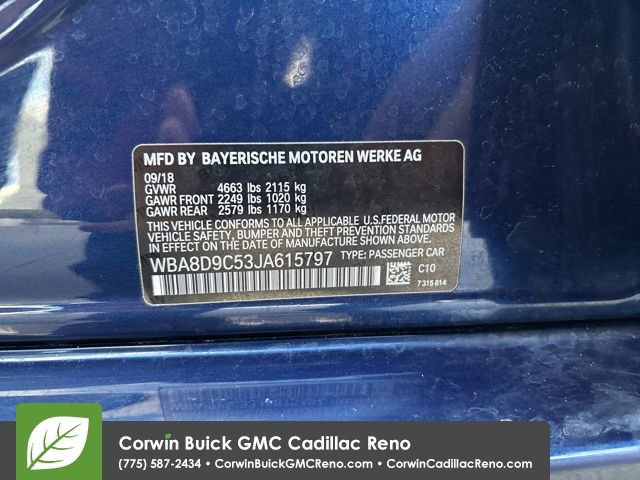 MFD BY BAYERISCHE MOTOREN WERKE AG
09/18
GVWR 4663 lbs 2115 kg
GAWR FRONT 2249 lbs 1020 kg
GAWR REAR 2579 lbs 1170 kg
THIS VEHICLE CONFORMS TO ALL APPLICABLE U.S.FEDERAL MOTOR
VEHICLE SAFETY, BUMPER AND THEFT PREVENTION STANDARDS
IN EFFECT ON THE DATE OF MANUFACTURE SHOWN ABOVE.
WBA8D9C53JA615797 TYPE: PASSENGER CAR
C10
7315814
Corwin Buick GMC Cadillac Reno
(775) 587-2434 • CorwinBuickGMCReno.com • CorwinCadillacReno.com